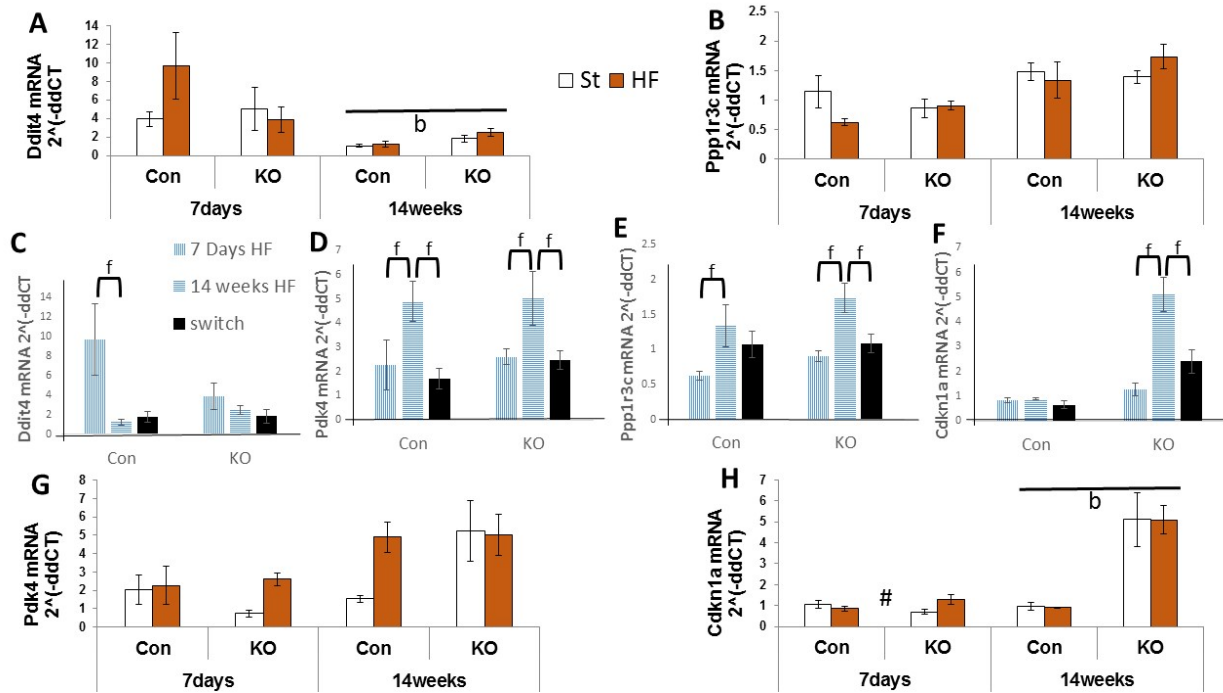 A
Ddit4 mRNA
2^(-ddCT)
14
12
10
8
6
4
2
0
b
Con KO Con KO
7days 14weeks
St HF
B
Ppp1r3c mRNA
2^(-ddCT)
2.5
2
1.5
1
0.5
0
Con KO Con KO
7days 14weeks
C
Ddit4 mRNA 2^(-ddCT)
14
12
10
8
6
4
2
0
f
7 Days HF
14 weeks HF
switch
Con KO
D
Pdk4 mRNA 2^(-ddCT)
7
6
5
4
3
2
1
0
f f f f
Con KO
E
Ppp1r3c mRNA 2^(-ddCT)
2.5
2
1.5
1
0.5
0
f f f
Con KO
F
Cdkn1a mRNA 2^(-ddCT)
7
6
5
4
3
2
1
0
f f
Con KO
G
Pdk4 mRNA
2^(-ddCT)
8
7
6
5
4
3
2
1
0
Con KO Con KO
7days 14weeks
H
Cdkn1a mRNA
2^(-ddCT)
7
6
5
4
3
2
1
0
# b
Con KO Con KO
7days 14weeks